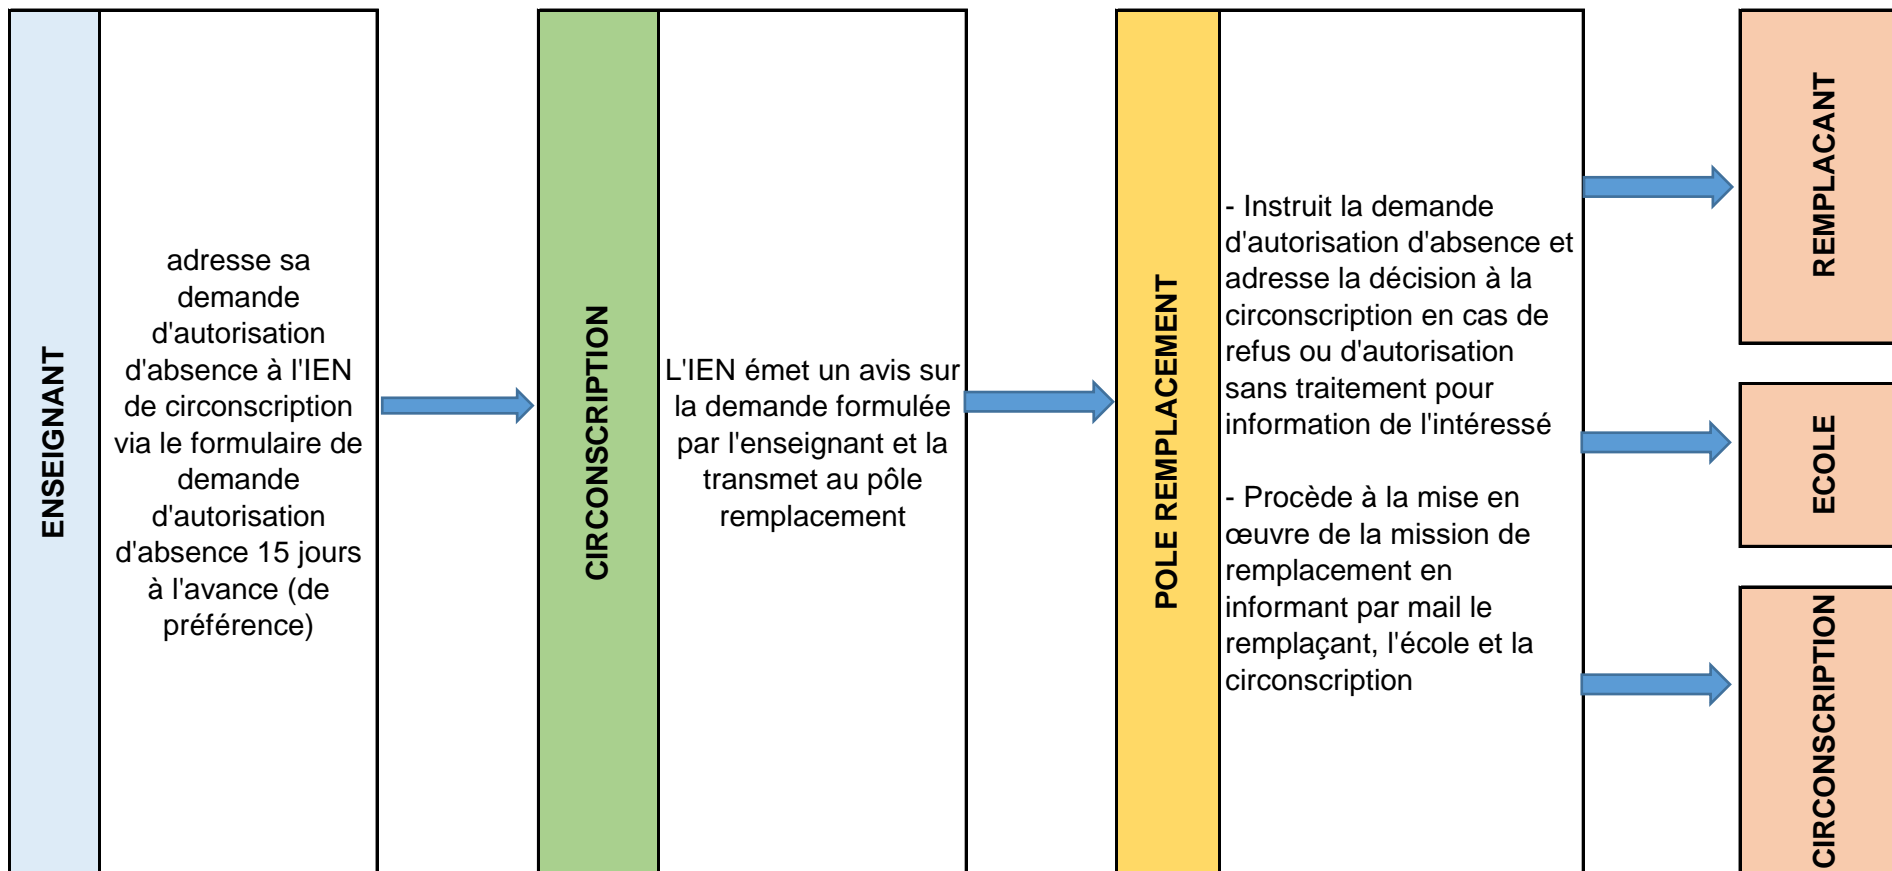 ENSEIGNANT
adresse sa
demande
d'autorisation
d'absence à l'IEN
de circonscription
via le formulaire de
demande
d'autorisation
d'absence 15 jours
à l'avance (de
préférence)
CIRCONSCRIPTION
L'IEN émet un avis sur
la demande formulée
par l'enseignant et la
transmet au pôle
remplacement
POLE REMPLACEMENT
- Instruit la demande
d'autorisation d'absence et
adresse la décision à la
circonscription en cas de
refus ou d'autorisation
sans traitement pour
information de l'intéressé
- Procède à la mise en
œuvre de la mission de
remplacement en
informant par mail le
remplaçant, l'école et la
circonscription
REMPLACANT
ECOLE
CIRCONSCRIPTION